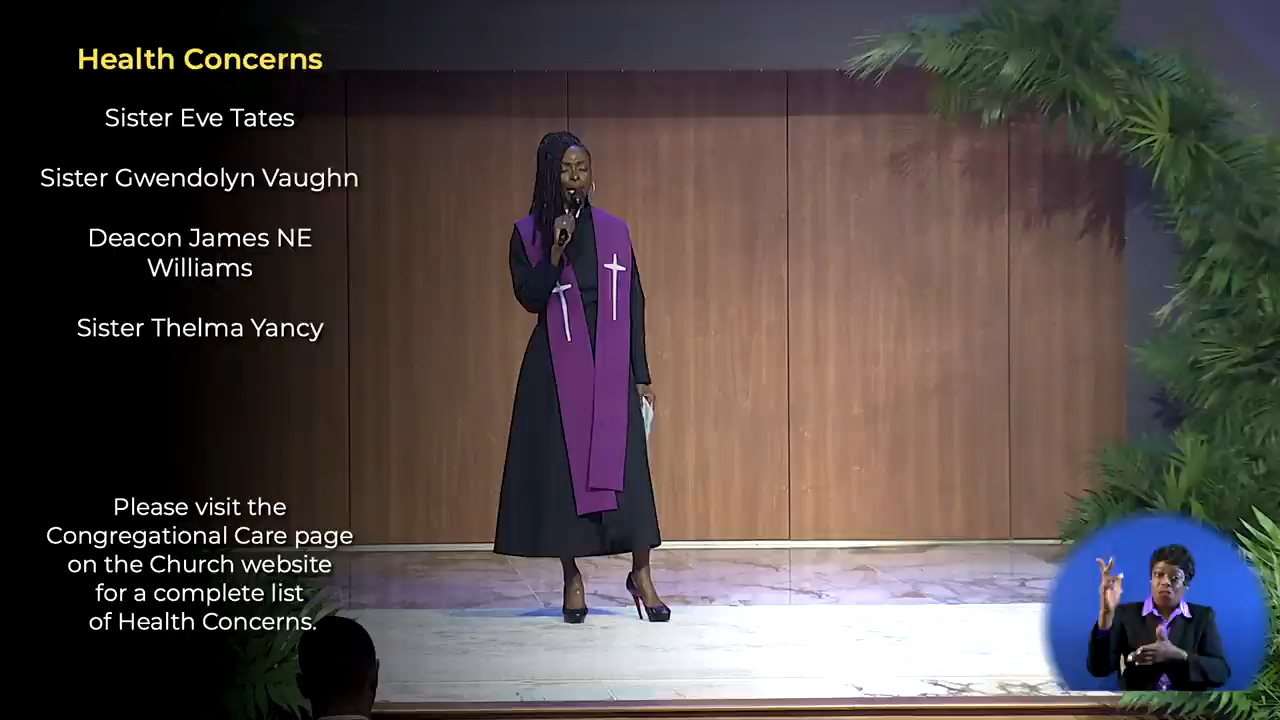 Health Concerns
Sister Eve Tates
Sister Gwendolyn Vaughn
Deacon James NE
Williams
Sister Thelma Yancy
Please visit the
Congregational Care page
on the Church website
for a complete list
of Health Concerns.